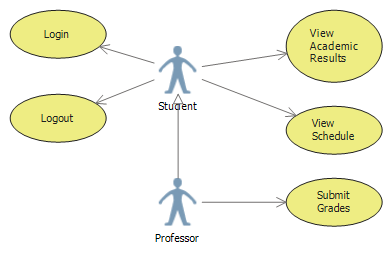 Login
View
Academic
Results
Student
Logout
View
Schedule
Submit
Grades
Professor